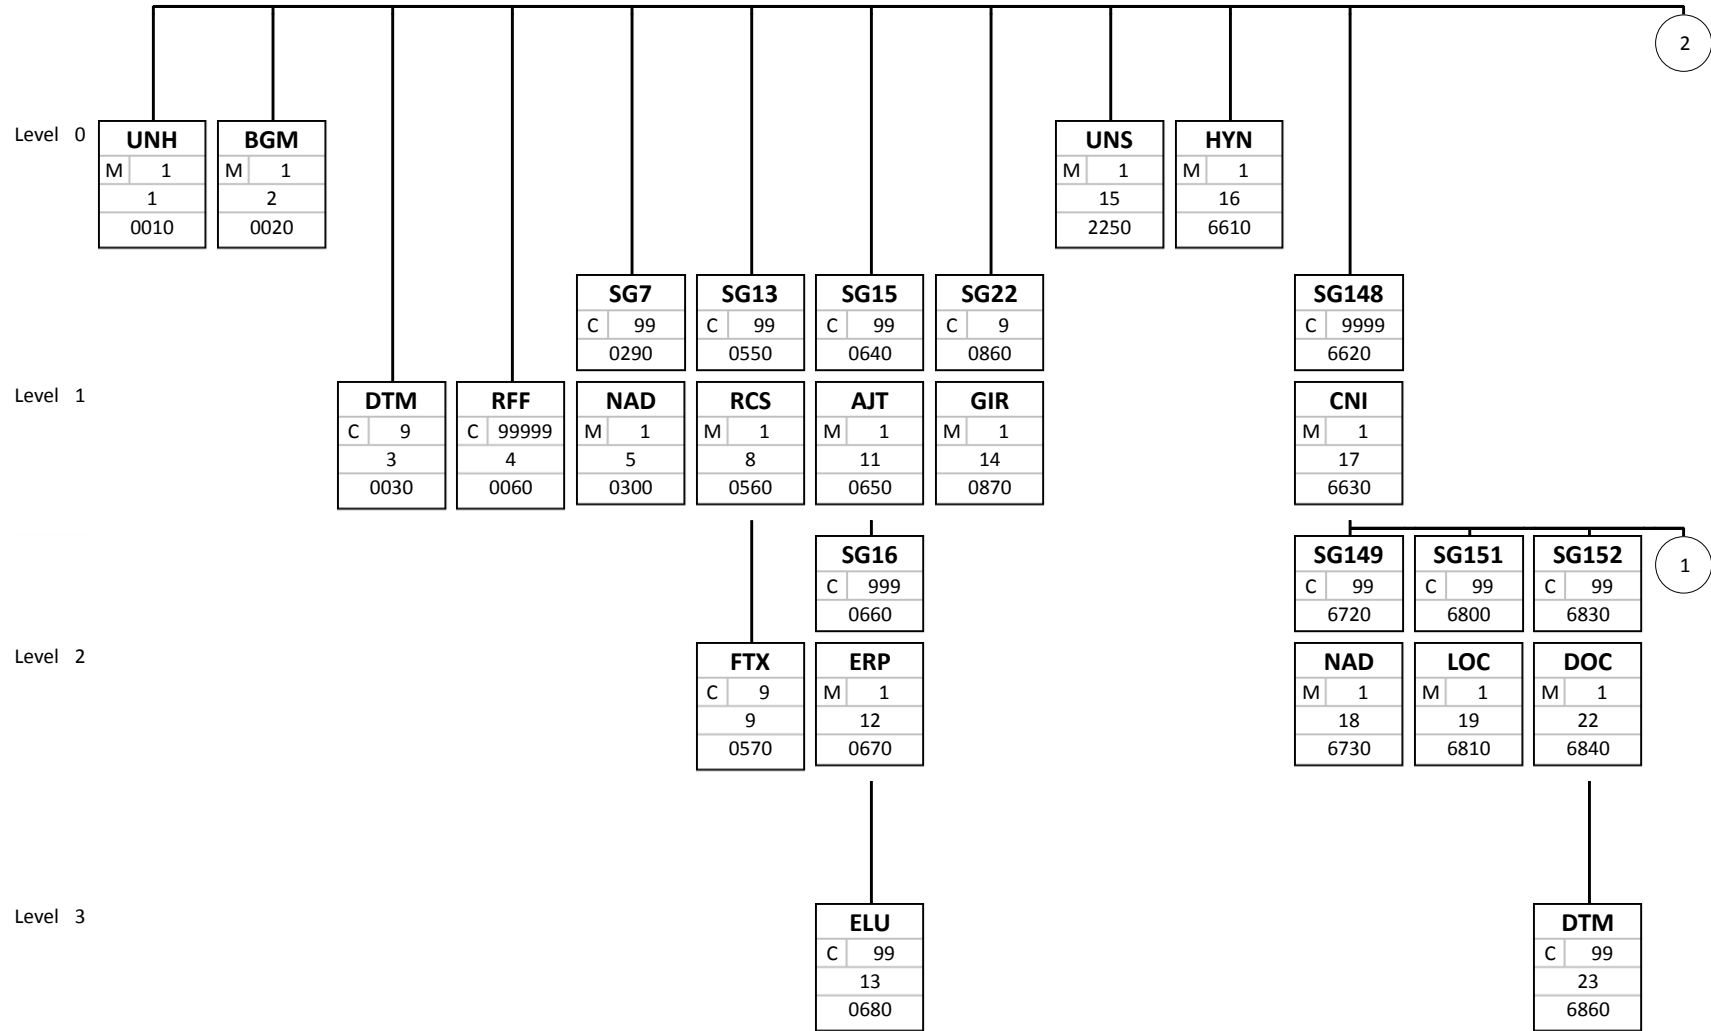 2
Level 0 UNH BGM UNS HYN
M 1 M 1 M 1 M 1
1 2 15 16
0010 0020 2250 6610
SG7 SG13 SG15 SG22 SG148
C 99 C 99 C 99 C 9 C 9999
0290 0550 0640 0860 6620
Level 1 DTM RFF NAD RCS AJT GIR CNI
C 9 C 99999 M 1 M 1 M 1 M 1 M 1
3 4 5 8 11 14 17
0030 0060 0300 0560 0650 0870 6630
SG16 SG149 SG151 SG152 1
C 999 C 99 C 99 C 99
0660 6720 6800 6830
Level 2 FTX ERP NAD LOC DOC
C 9 M 1 M 1 M 1 M 1
9 12 18 19 22
0570 0670 6730 6810 6840
Level 3 ELU DTM
C 99 C 99
13 23
0680 6860